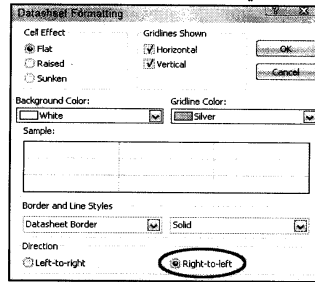 Datasheet Formatting
Cell Effect
Gridlines Shown
Flat
Horizontal
OK
Raised
Vertical
Sunken
Cancel
Background Color:
Gridline Color:
White
Silver
Sample:
Border and Line Styles
Datasheet Border
Solid
Direction
Left-to-right
Right-to-left